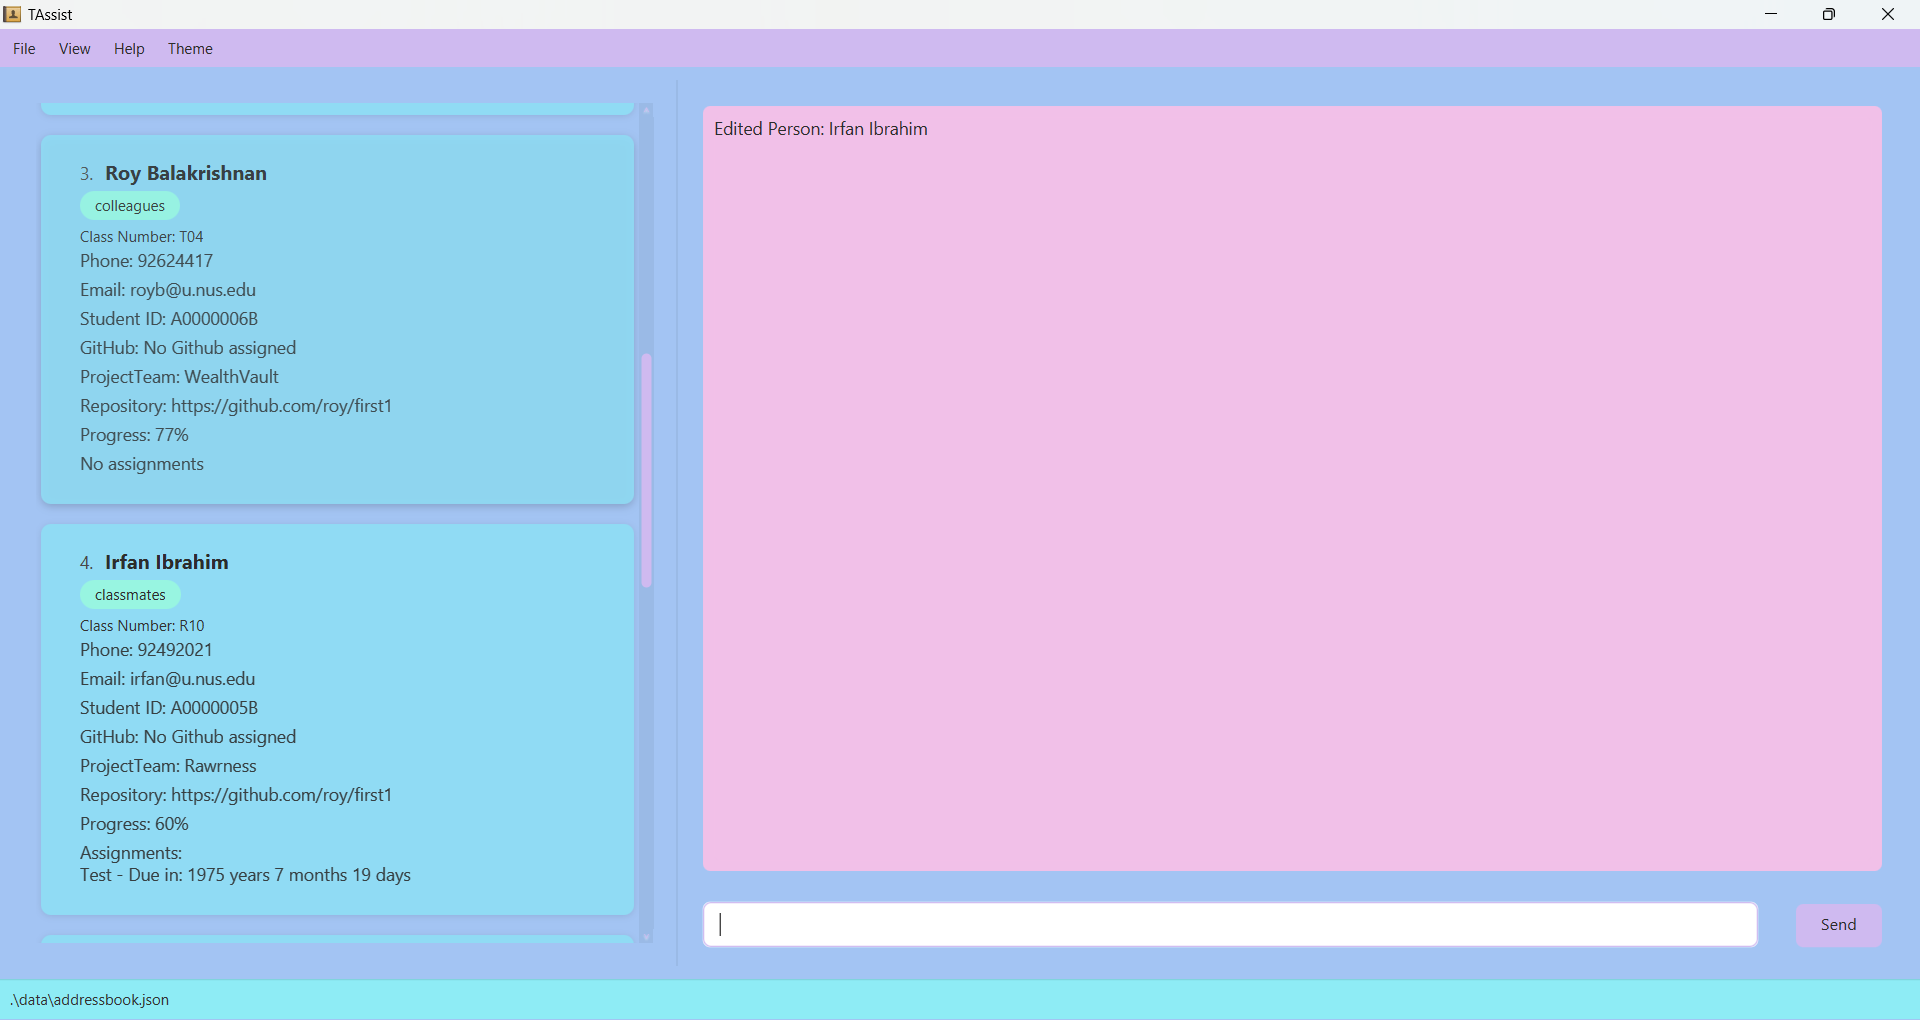 TAssist
File View Help Theme
3. Roy Balakrishnan
colleagues
Class Number: T04
Phone: 92624417
Email: royb@u.nus.edu
Student ID: A0000006B
GitHub: No Github assigned
ProjectTeam: WealthVault
Repository: https://github.com/roy/first1
Progress: 77%
No assignments
4. Irfan Ibrahim
classmates
Class Number: R10
Phone: 92492021
Email: irfan@u.nus.edu
Student ID: A0000005B
GitHub: No Github assigned
ProjectTeam: Rawrness
Repository: https://github.com/roy/first1
Progress: 60%
Assignments:
Test - Due in: 1975 years 7 months 19 days
Edited Person: Irfan Ibrahim
Send
.\data\addressbook.json